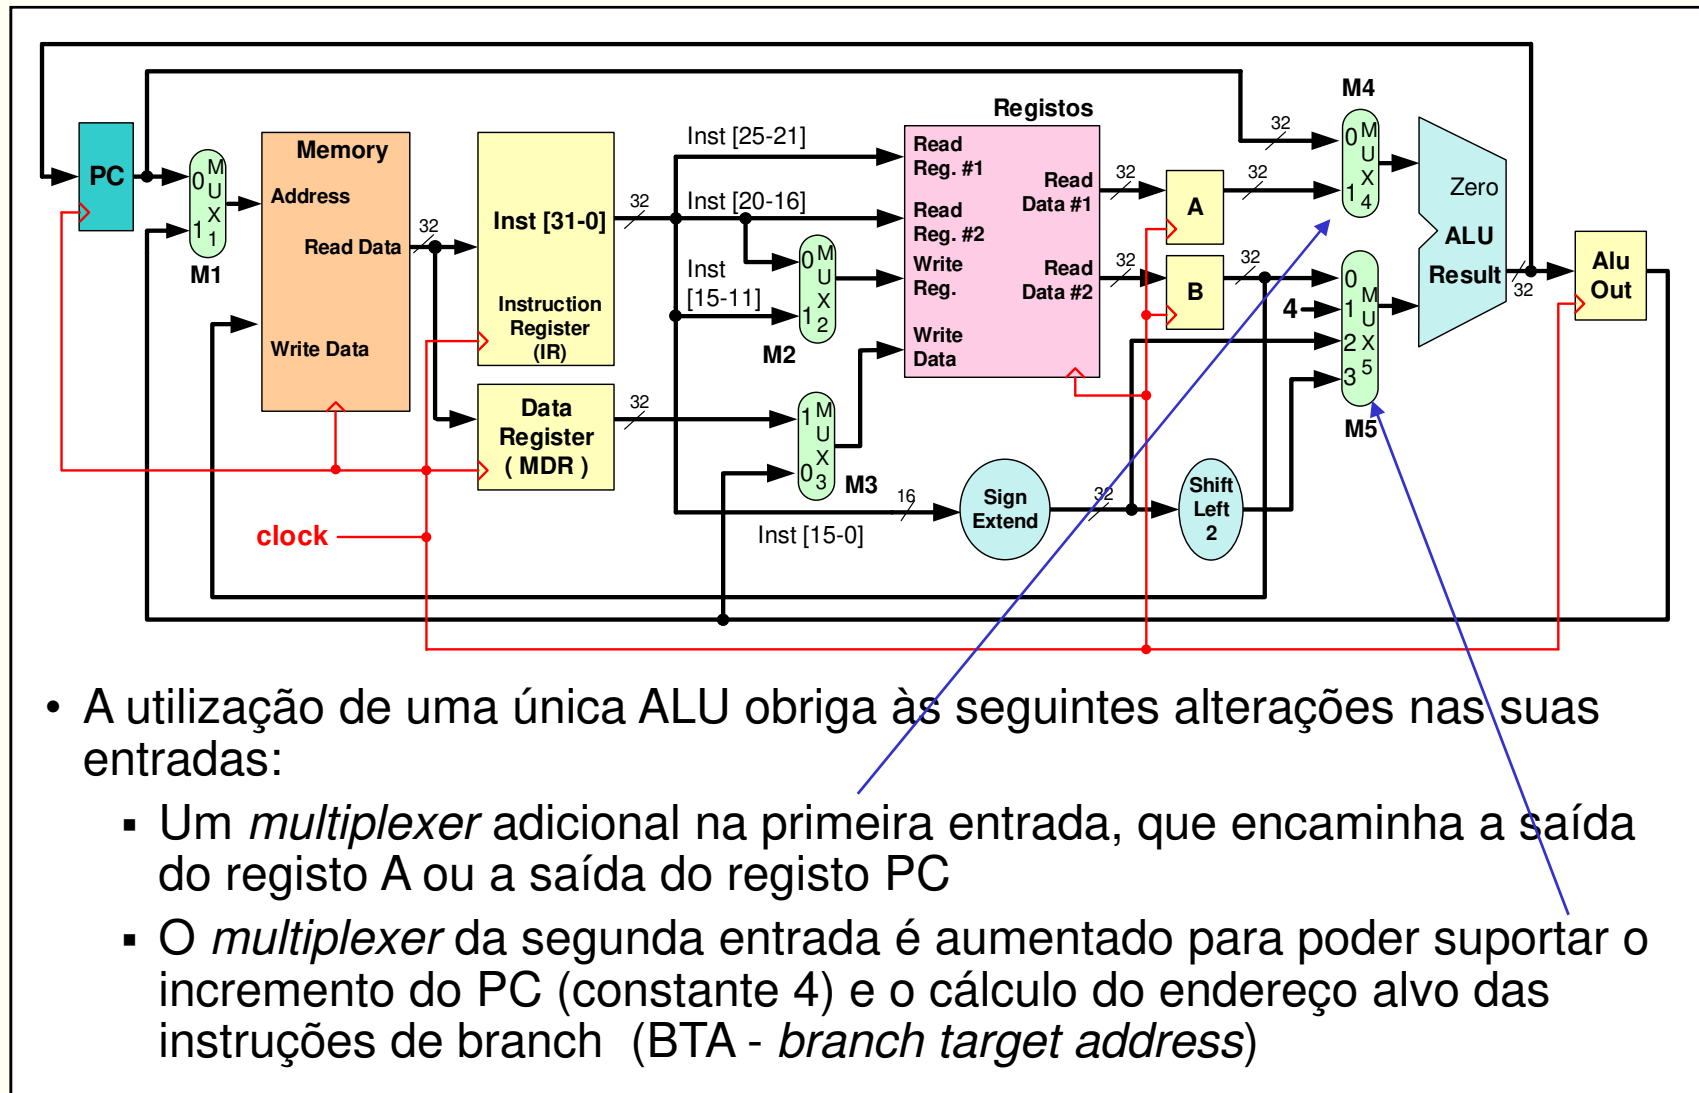 M4
Registos
Memory
Inst [25-21]
Read
Reg. #1
32
0
M
U
X
4
1
PC
0
M
U
X
1
1
M1
Address
Read Data
32
Inst [31-0]
32
Inst [20-16]
Read
Reg. #2
Read
Data #1
32
A
32
Zero
ALU
Result
32
Alu
Out
Inst
[15-11]
0
M
U
X
2
1
M2
Write
Reg.
Read
Data #2
32
B
32
0
4
1
2
3
M
U
X
5
M5
Write Data
Instruction
Register
(IR)
Write
Data
Data
Register
( MDR )
32
1
M
U
X
3
0
M3
16
Inst [15-0]
Sign
Extend
32
Shift
Left
2
clock
• A utilização de uma única ALU obriga às seguintes alterações nas suas
entradas:
▪ Um multiplexer adicional na primeira entrada, que encaminha a saída
do registo A ou a saída do registo PC
▪ O multiplexer da segunda entrada é aumentado para poder suportar o
incremento do PC (constante 4) e o cálculo do endereço alvo das
instruções de branch (BTA - branch target address)